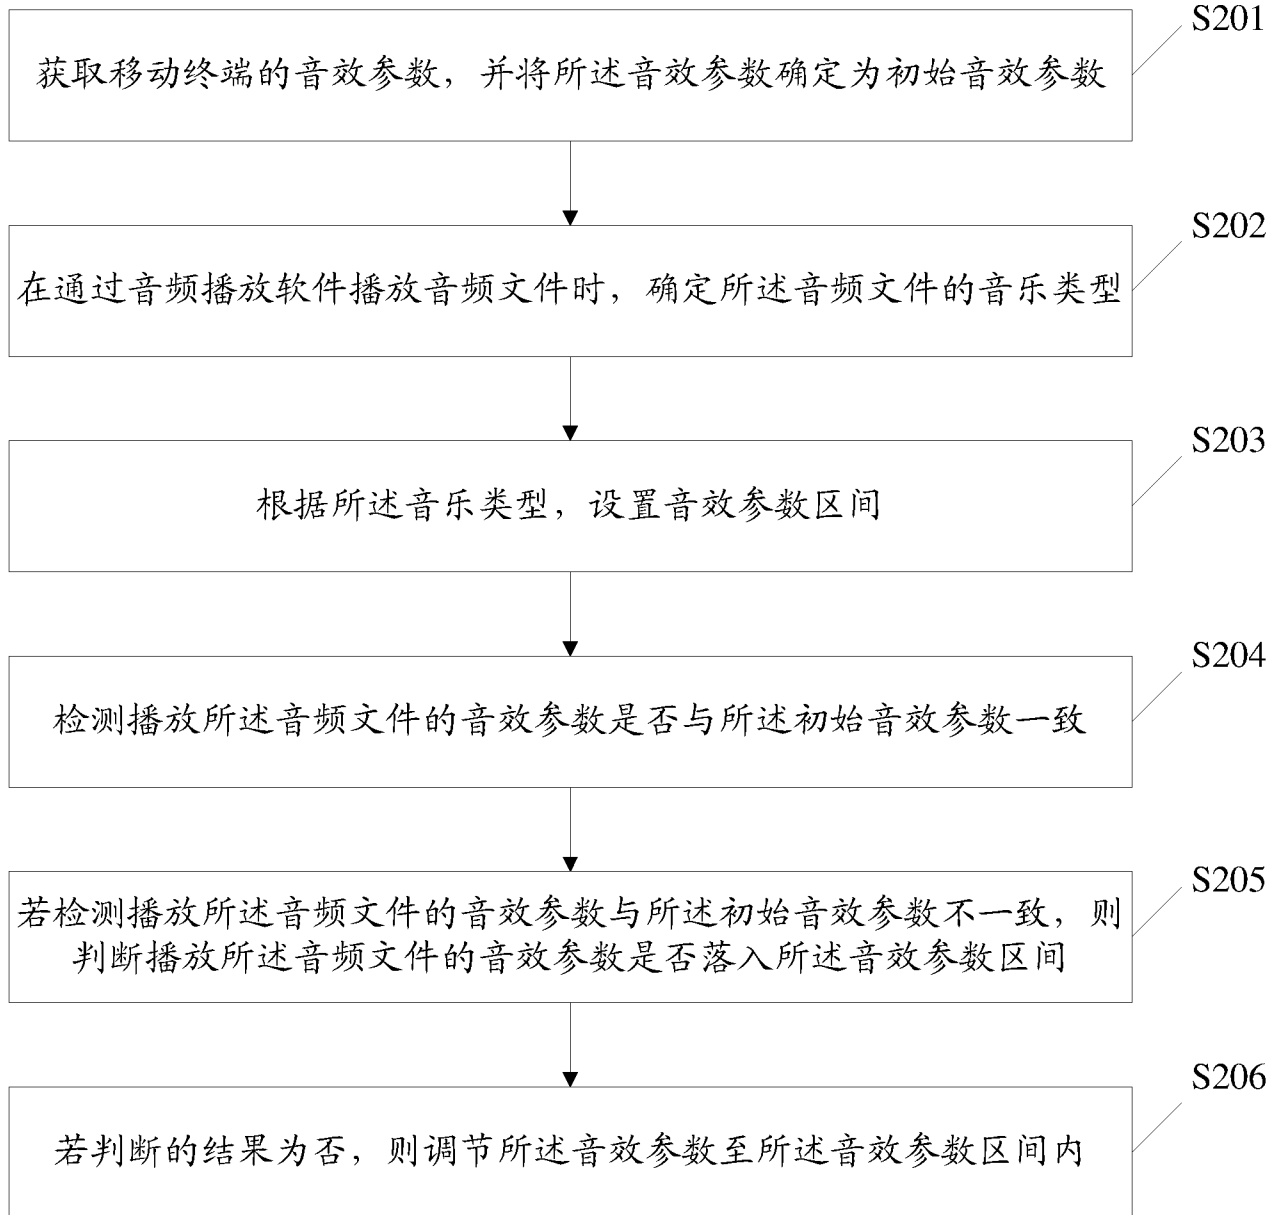 S201
获取移动终端的音效参数，并将所述音效参数确定为初始音效参数
S202
在通过音频播放软件播放音频文件时，确定所述音频文件的音乐类型
S203
根据所述音乐类型，设置音效参数区间
S204
检测播放所述音频文件的音效参数是否与所述初始音效参数一致
S205
若检测播放所述音频文件的音效参数与所述初始音效参数不一致，则
判断播放所述音频文件的音效参数是否落入所述音效参数区间
S206
若判断的结果为否，则调节所述音效参数至所述音效参数区间内